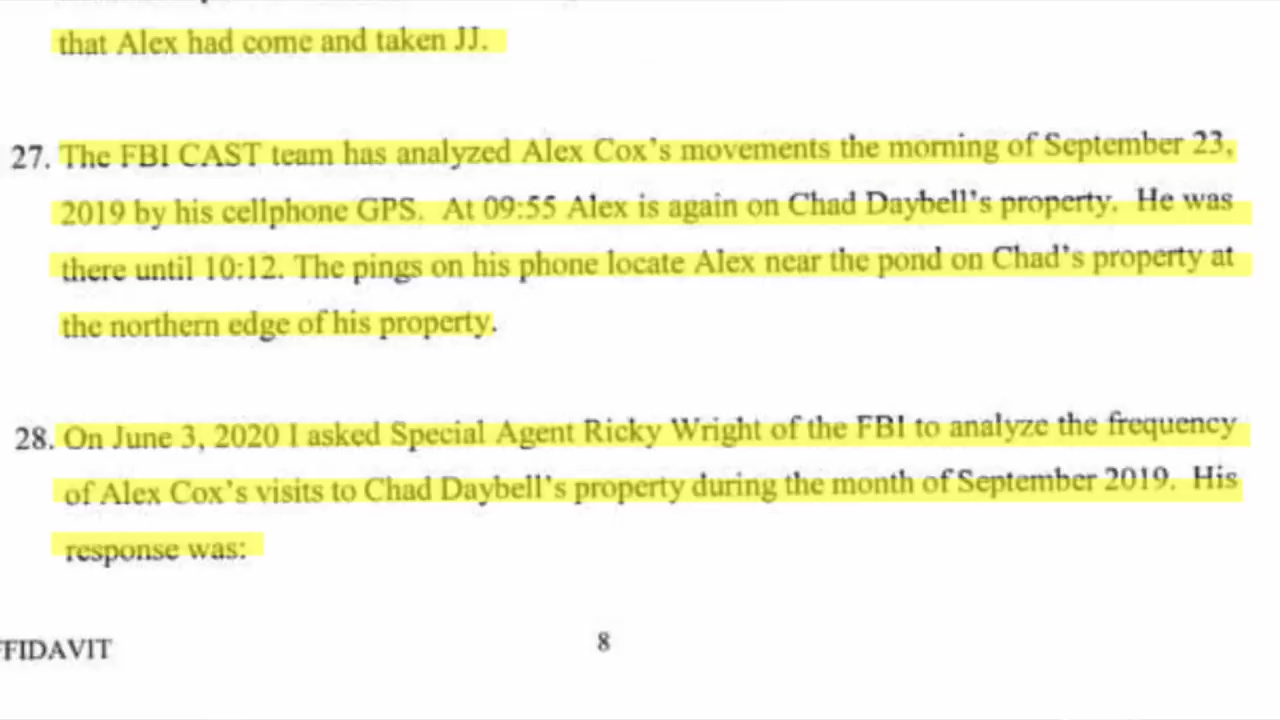 that Alex had come and taken JJ.
27. The FBI CAST team has analyzed Alex Cox's movements the morning of September 23,
2019 by his cellphone GPS. At 09:55 Alex is again on Chad Daybell's property. He was
there until 10:12. The pings on his phone locate Alex near the pond on Chad's property at
the northern edge of his property.
28. On June 3, 2020 I asked Special Agent Ricky Wright of the FBI to analyze the frequency
of Alex Cox's visits to Chad Daybell's property during the month of September 2019. His
response was:
FFIDAVIT 8